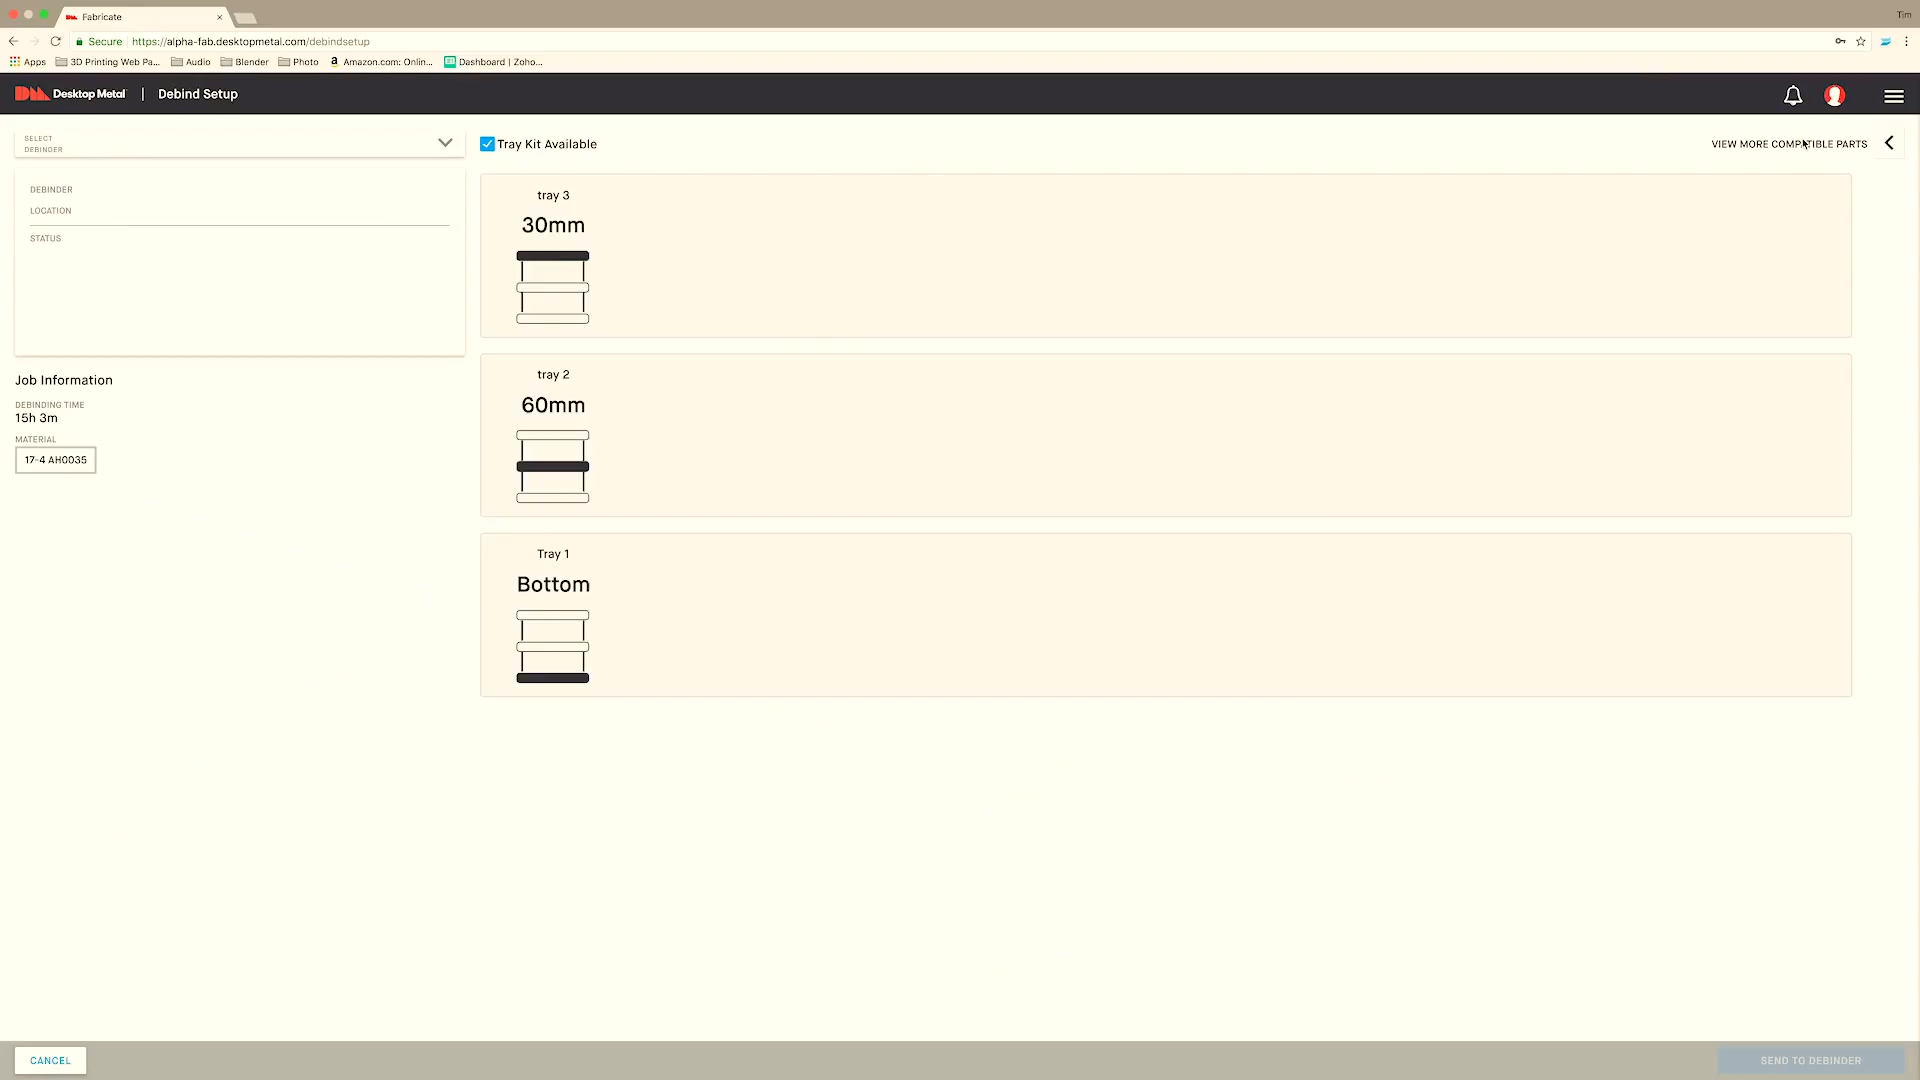 Fabricate
Tim
Secure https://alpha-fab.desktopmetal.com/debindsetup
Apps 3D Printing Web Pa... Audio Blender Photo Amazon.com: Onlin... Dashboard | Zoho...
Desktop Metal | Debind Setup
SELECT
DEBINDER
Tray Kit Available
VIEW MORE COMPATIBLE PARTS
DEBINDER
LOCATION
STATUS
tray 3
30mm
tray 2
60mm
Tray 1
Bottom
Job Information
DEBINDING TIME
15h 3m
MATERIAL
17-4 AH0035
CANCEL
SEND TO DEBINDER